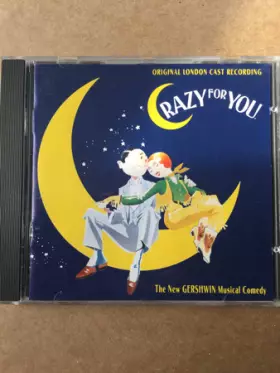 ORIGINAL LONDON CAST RECORDING
CRAZY FOR YOU
The New GERSHWIN Musical Comedy